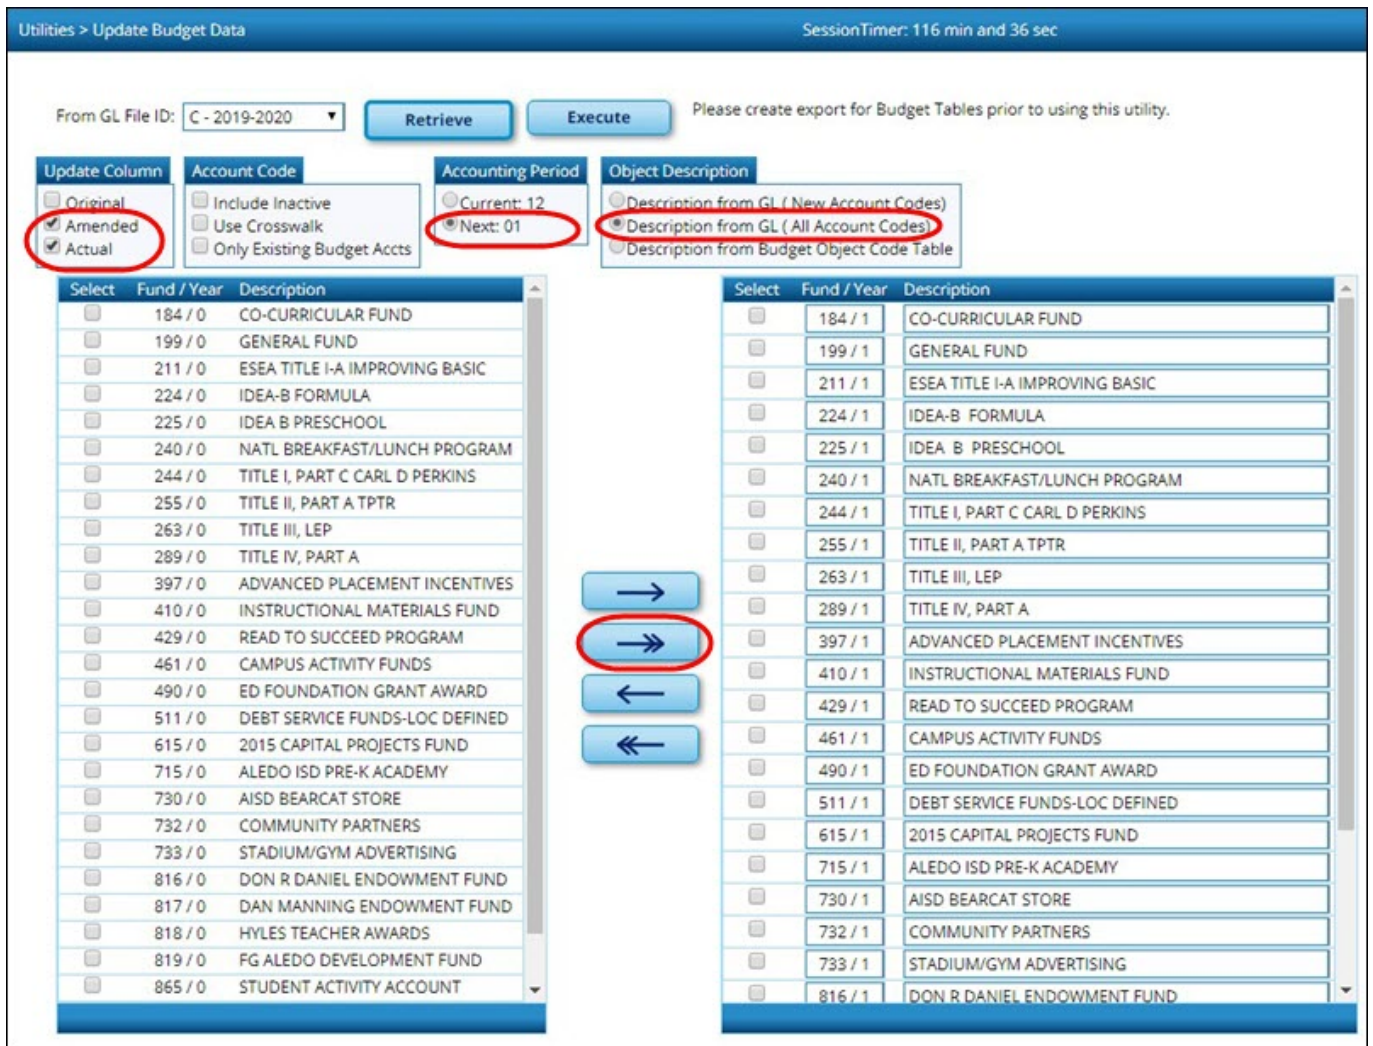 Utilities > Update Budget Data SessionTimer: 116 min and 36 sec
From GL File ID: C - 2019-2020 Retrieve Execute Please create export for Budget Tables prior to using this utility.
Update Column Account Code Accounting Period Object Description
Original Include Inactive Current: 12 Description from GL ( New Account Codes)
Amended Use Crosswalk Next: 01 Description from GL ( All Account Codes)
Actual Only Existing Budget Accts Description from Budget Object Code Table
Select Fund / Year Description
184 / 0 CO-CURRICULAR FUND
199 / 0 GENERAL FUND
211 / 0 ESEA TITLE I-A IMPROVING BASIC
224 / 0 IDEA-B FORMULA
225 / 0 IDEA B PRESCHOOL
240 / 0 NATL BREAKFAST/LUNCH PROGRAM
244 / 0 TITLE I, PART C CARL D PERKINS
255 / 0 TITLE II, PART A TPTR
263 / 0 TITLE III, LEP
289 / 0 TITLE IV, PART A
397 / 0 ADVANCED PLACEMENT INCENTIVES
410 / 0 INSTRUCTIONAL MATERIALS FUND
429 / 0 READ TO SUCCEED PROGRAM
461 / 0 CAMPUS ACTIVITY FUNDS
490 / 0 ED FOUNDATION GRANT AWARD
511 / 0 DEBT SERVICE FUNDS-LOC DEFINED
615 / 0 2015 CAPITAL PROJECTS FUND
715 / 0 ALEDO ISD PRE-K ACADEMY
730 / 0 AISD BEARCAT STORE
732 / 0 COMMUNITY PARTNERS
733 / 0 STADIUM/GYM ADVERTISING
816 / 0 DON R DANIEL ENDOWMENT FUND
817 / 0 DAN MANNING ENDOWMENT FUND
818 / 0 HYLES TEACHER AWARDS
819 / 0 FG ALEDO DEVELOPMENT FUND
865 / 0 STUDENT ACTIVITY ACCOUNT
Select Fund / Year Description
184 / 1 CO-CURRICULAR FUND
199 / 1 GENERAL FUND
211 / 1 ESEA TITLE I-A IMPROVING BASIC
224 / 1 IDEA-B FORMULA
225 / 1 IDEA B PRESCHOOL
240 / 1 NATL BREAKFAST/LUNCH PROGRAM
244 / 1 TITLE I, PART C CARL D PERKINS
255 / 1 TITLE II, PART A TPTR
263 / 1 TITLE III, LEP
289 / 1 TITLE IV, PART A
397 / 1 ADVANCED PLACEMENT INCENTIVES
410 / 1 INSTRUCTIONAL MATERIALS FUND
429 / 1 READ TO SUCCEED PROGRAM
461 / 1 CAMPUS ACTIVITY FUNDS
490 / 1 ED FOUNDATION GRANT AWARD
511 / 1 DEBT SERVICE FUNDS-LOC DEFINED
615 / 1 2015 CAPITAL PROJECTS FUND
715 / 1 ALEDO ISD PRE-K ACADEMY
730 / 1 AISD BEARCAT STORE
732 / 1 COMMUNITY PARTNERS
733 / 1 STADIUM/GYM ADVERTISING
816 / 1 DON R DANIEL ENDOWMENT FUND